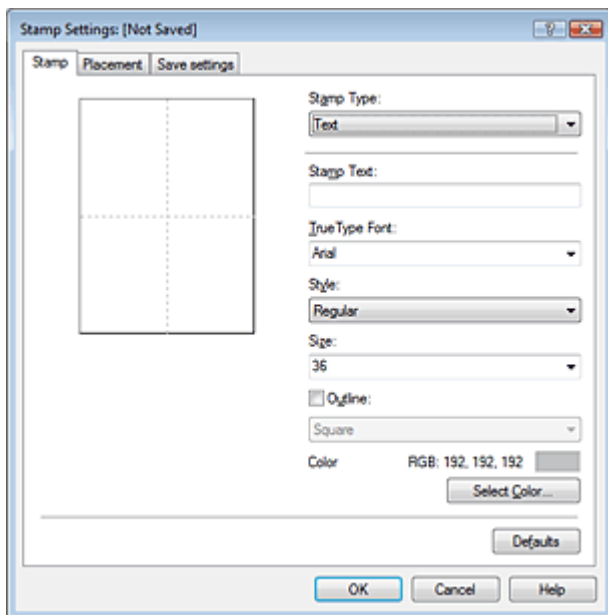 Stamp Settings: [Not Saved]
Stamp Placement Save settings
Stamp Type:
Text
Stamp Text:
TrueType Font:
Arial
Style:
Regular
Size:
36
Outline:
Square
Color RGB: 192, 192, 192
Select Color...
Defaults
OK Cancel Help